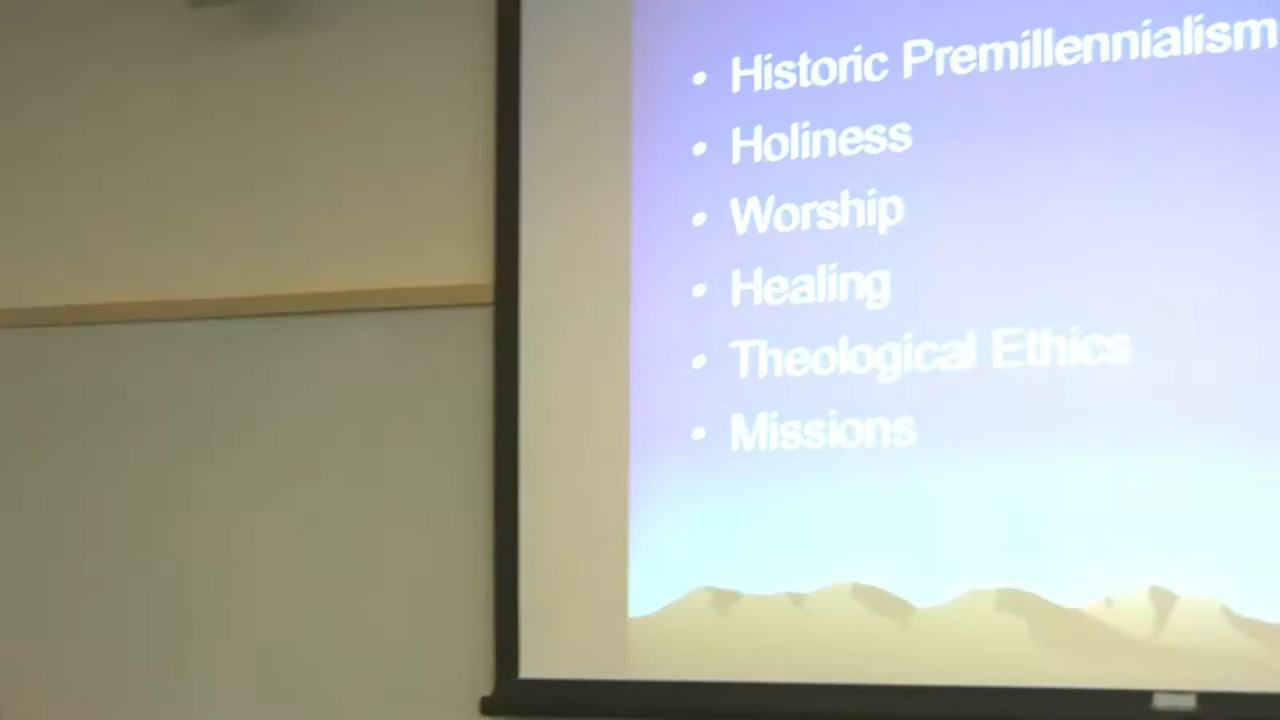 • Historic Premillennialism
• Holiness
• Worship
• Healing
• Theological Ethics
• Missions